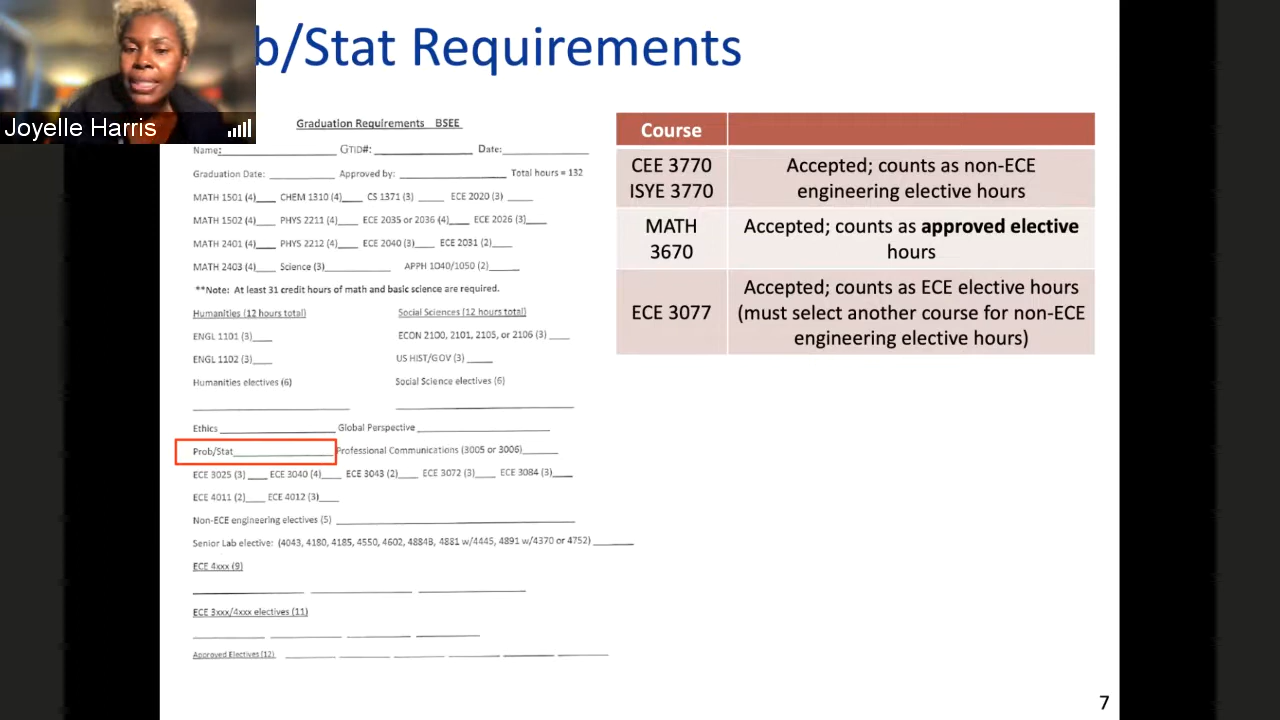 b/Stat Requirements
Joyelle Harris
Graduation Requirements BSEE
Name: GTID#: Date:
Graduation Date: Approved by: Total hours = 132
MATH 1501 (4) CHEM 1310 (4) CS 1371 (3) ECE 2020 (3)
MATH 1502 (4) PHYS 2211 (4) ECE 2035 or 2036 (4) ECE 2026 (3)
MATH 2401 (4) PHYS 2212 (4) ECE 2040 (3) ECE 2031 (2)
MATH 2403 (4) Science (3) APPH 1040/1050 (2)
**Note: At least 31 credit hours of math and basic science are required.
Humanities (12 hours total) Social Sciences (12 hours total)
ENGL 1101 (3) ECON 2100, 2101, 2105, or 2106 (3)
ENGL 1102 (3) US HIST/GOV (3)
Humanities electives (6) Social Science electives (6)
Ethics Global Perspective
Prob/Stat Professional Communications (3005 or 3006)
ECE 3025 (3) ECE 3040 (4) ECE 3043 (2) ECE 3072 (3) ECE 3084 (3)
ECE 4011 (2) ECE 4012 (3)
Non-ECE engineering electives (5)
Senior Lab elective: (4043, 4180, 4185, 4550, 4602, 4884B, 4881 w/4445, 4891 w/4370 or 4752)
ECE 4xxx (9)
ECE 3xxx/4xxx electives (11)
Approved Electives (12)
Course
CEE 3770 Accepted; counts as non-ECE
ISYE 3770 engineering elective hours
MATH Accepted; counts as approved elective
3670 hours
Accepted; counts as ECE elective hours
ECE 3077 (must select another course for non-ECE
engineering elective hours)
7